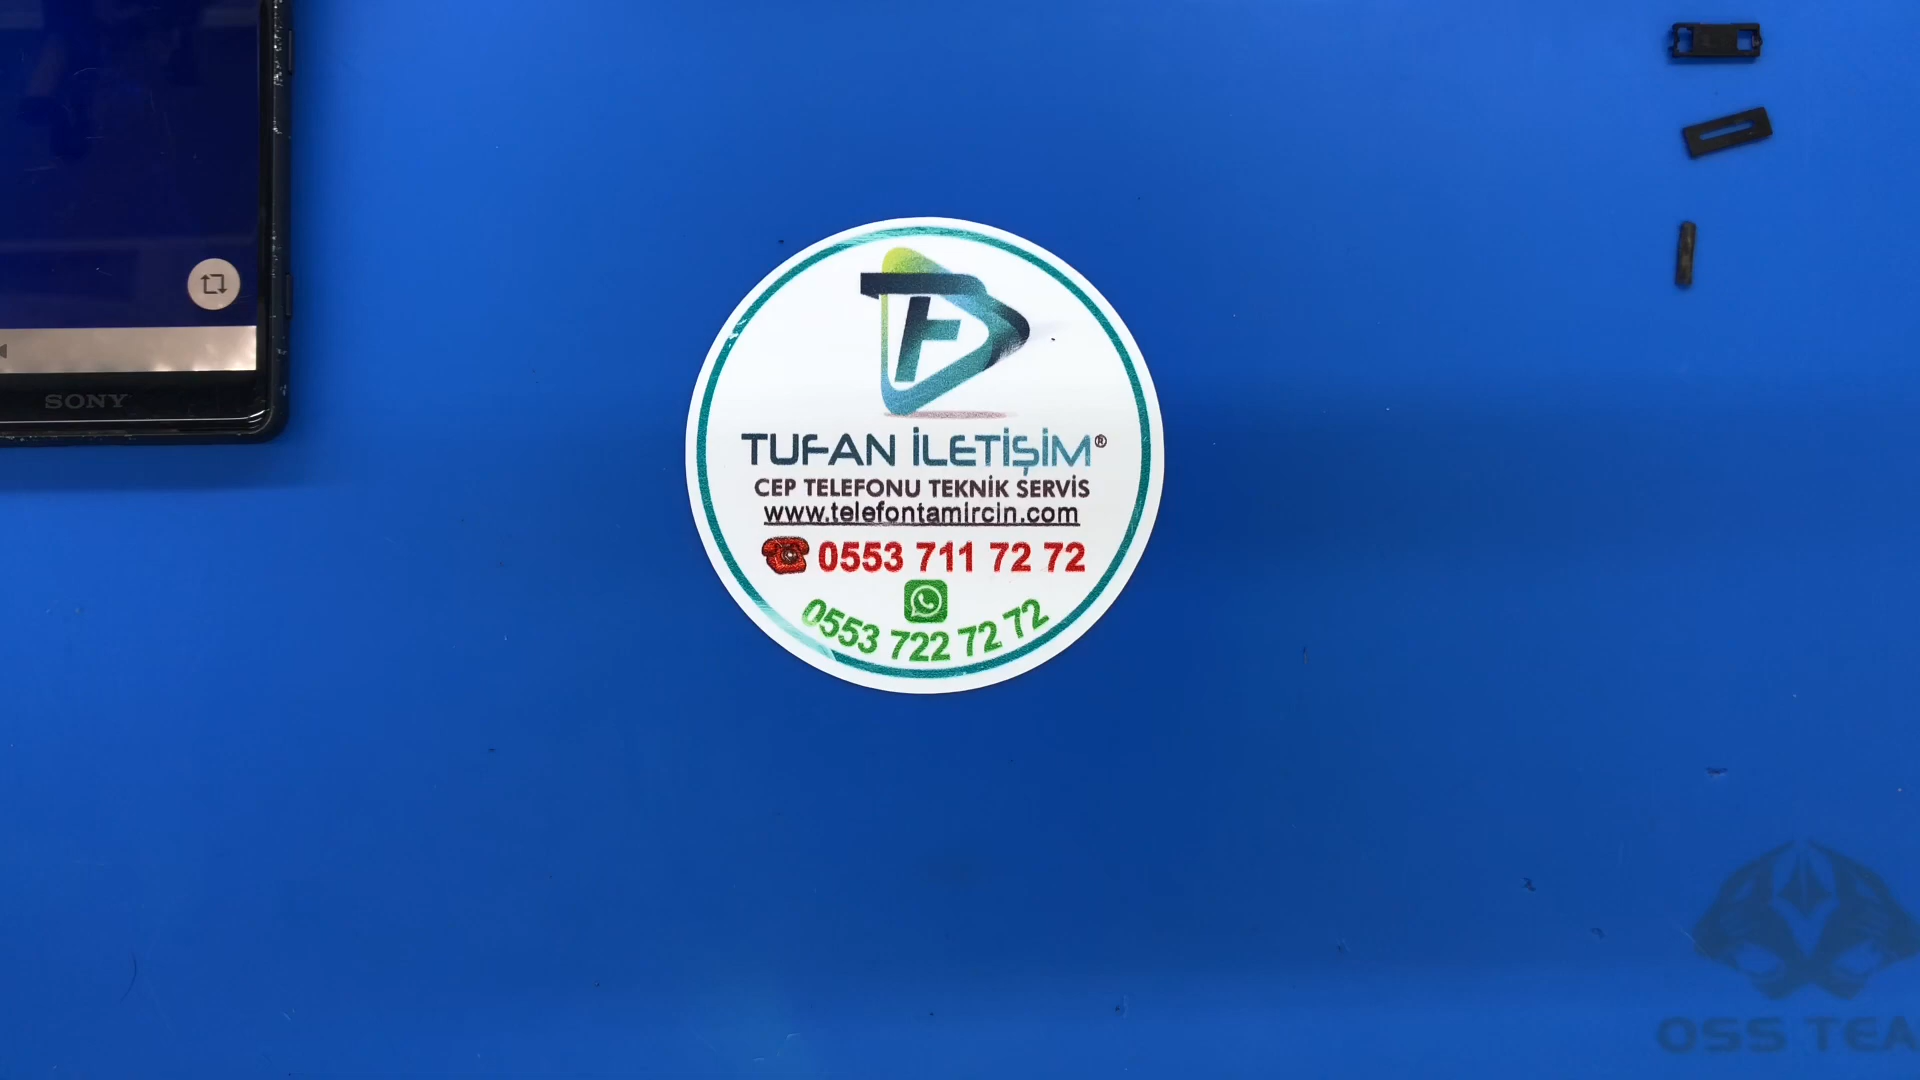 SONY
TUFAN İLETİŞİM®
CEP TELEFONU TEKNİK SERVİS
www.telefontamircin.com
0553 711 72 72
0553 722 72 72
OSS TEA